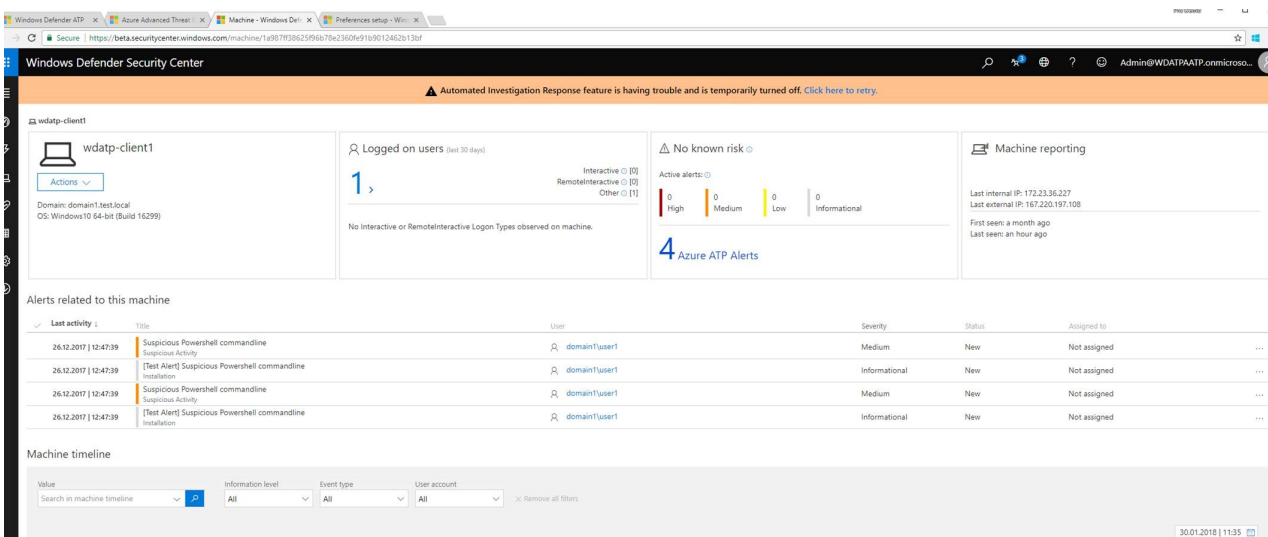 Windows Defender ATP
Azure Advanced Threat
Machine - Windows Def
Preferences setup - Win
Secure | https://beta.securitycenter.windows.com/machine/1a987ff38625f96b78e2360fe91b9012462b13bf
Windows Defender Security Center
3
?
Admin@WDATPAATP.onmicroso...
Automated Investigation Response feature is having trouble and is temporarily turned off. Click here to retry.
wdatp-client1
wdatp-client1
Actions
Domain: domain1.test.local
OS: Windows10 64-bit (Build 16299)
Logged on users (last 30 days)
1
Interactive [0]
RemoteInteractive [0]
Other [1]
No Interactive or RemoteInteractive Logon Types observed on machine.
No known risk
Active alerts:
0 High
0 Medium
0 Low
0 Informational
4 Azure ATP Alerts
Machine reporting
Last internal IP: 172.23.36.227
Last external IP: 167.220.197.108
First seen: a month ago
Last seen: an hour ago
Alerts related to this machine
Last activity Title User Severity Status Assigned to
26.12.2017 | 12:47:39 Suspicious Powershell commandline domain1\user1 Medium New Not assigned ...
Suspicious Activity
26.12.2017 | 12:47:39 [Test Alert] Suspicious Powershell commandline domain1\user1 Informational New Not assigned ...
Installation
26.12.2017 | 12:47:39 Suspicious Powershell commandline domain1\user1 Medium New Not assigned ...
Suspicious Activity
26.12.2017 | 12:47:39 [Test Alert] Suspicious Powershell commandline domain1\user1 Informational New Not assigned ...
Installation
Machine timeline
Value Information level Event type User account
Search in machine timeline All All All Remove all filters
30.01.2018 | 11:35